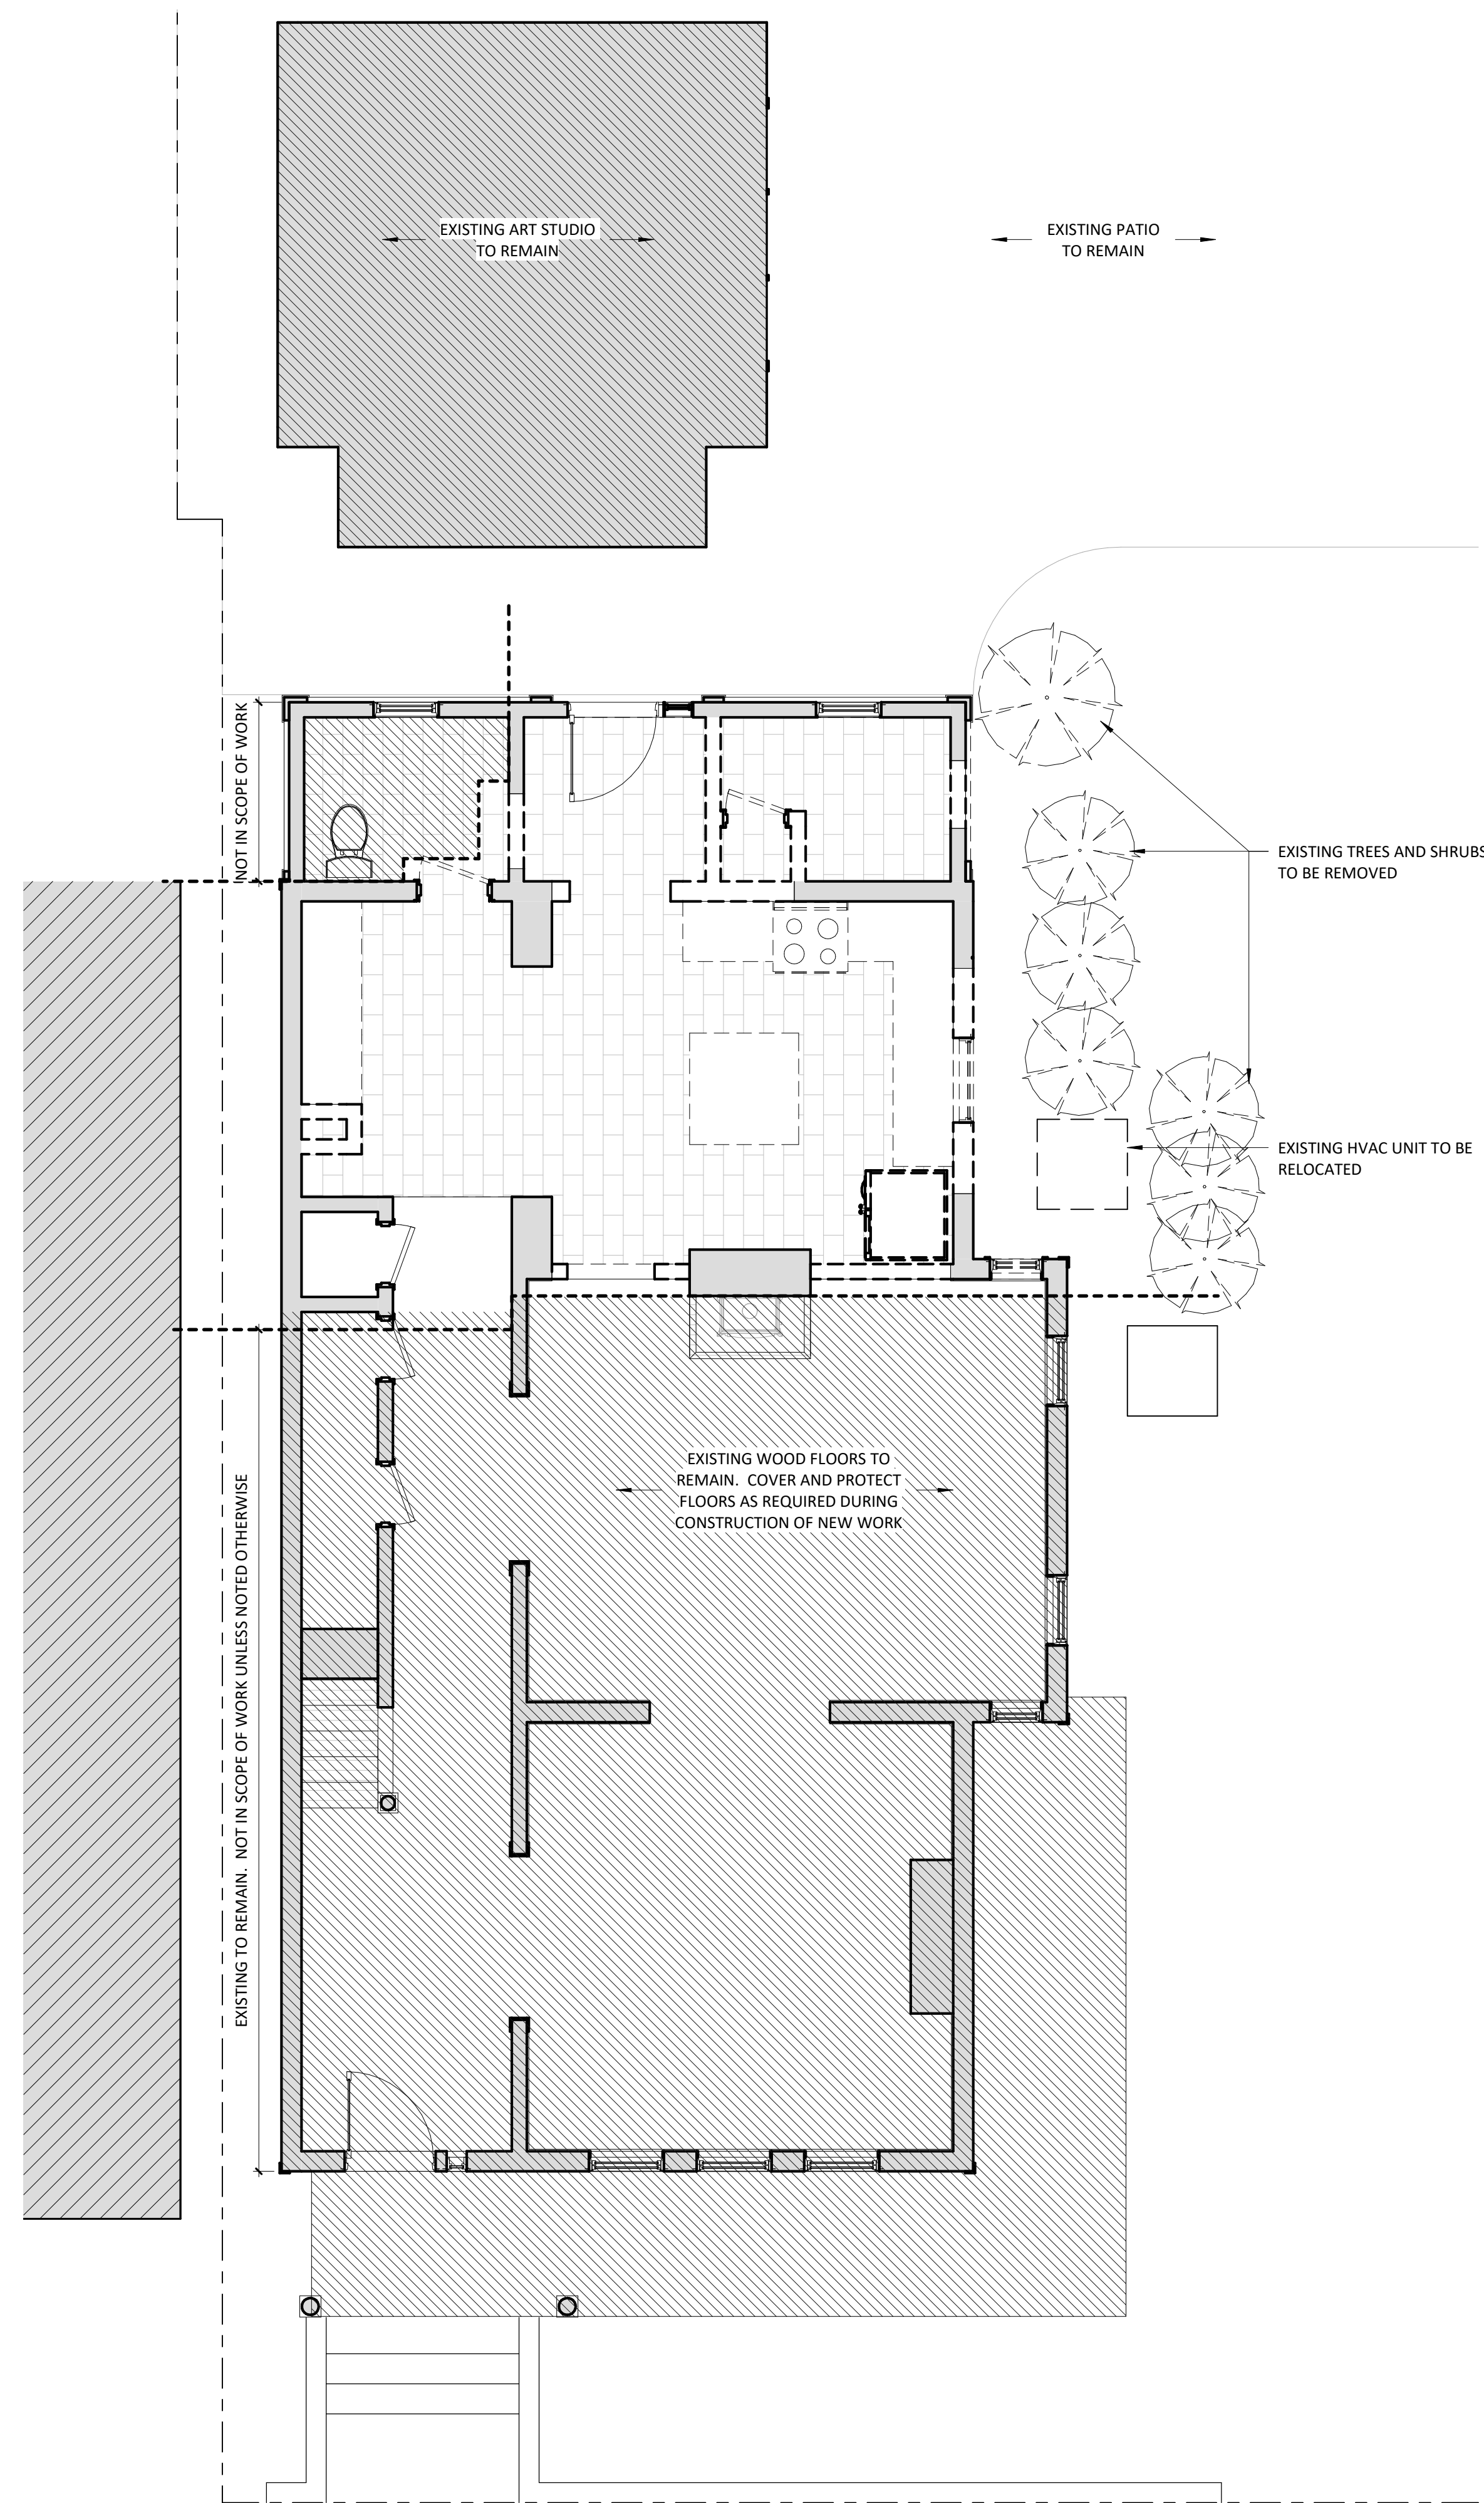 EXISTING ART STUDIO
TO REMAIN
EXISTING PATIO
TO REMAIN
NOT IN SCOPE OF WORK
EXISTING TREES AND SHRUBS
TO BE REMOVED
EXISTING HVAC UNIT TO BE
RELOCATED
EXISTING WOOD FLOORS TO
REMAIN. COVER AND PROTECT
FLOORS AS REQUIRED DURING
CONSTRUCTION OF NEW WORK
EXISTING TO REMAIN. NOT IN SCOPE OF WORK UNLESS NOTED OTHERWISE